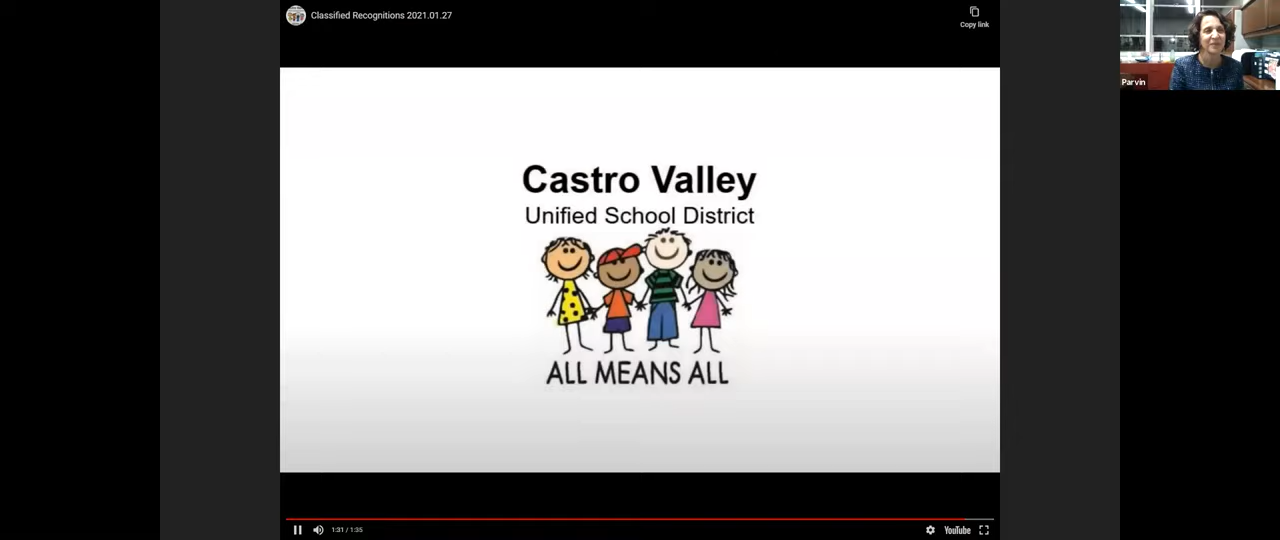 Classified Recognitions 2021.01.27
Copy link
Parvin
Castro Valley
Unified School District
ALL MEANS ALL
1:31 / 1:35
YouTube